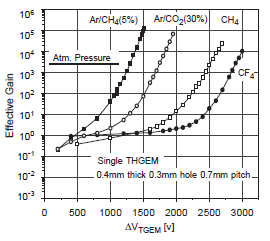 Ar/CH4(5%) Ar/CO2(30%) CH4
10^6
10^5
Atm. Pressure
10^4
CF4
10^3
10^2
10^1
10^0
10^-1
Single THGEM
10^-2
0.4mm thick 0.3mm hole 0.7mm pitch
10^-3
0 500 1000 1500 2000 2500 3000
Effective Gain
ΔV_TGEM [v]